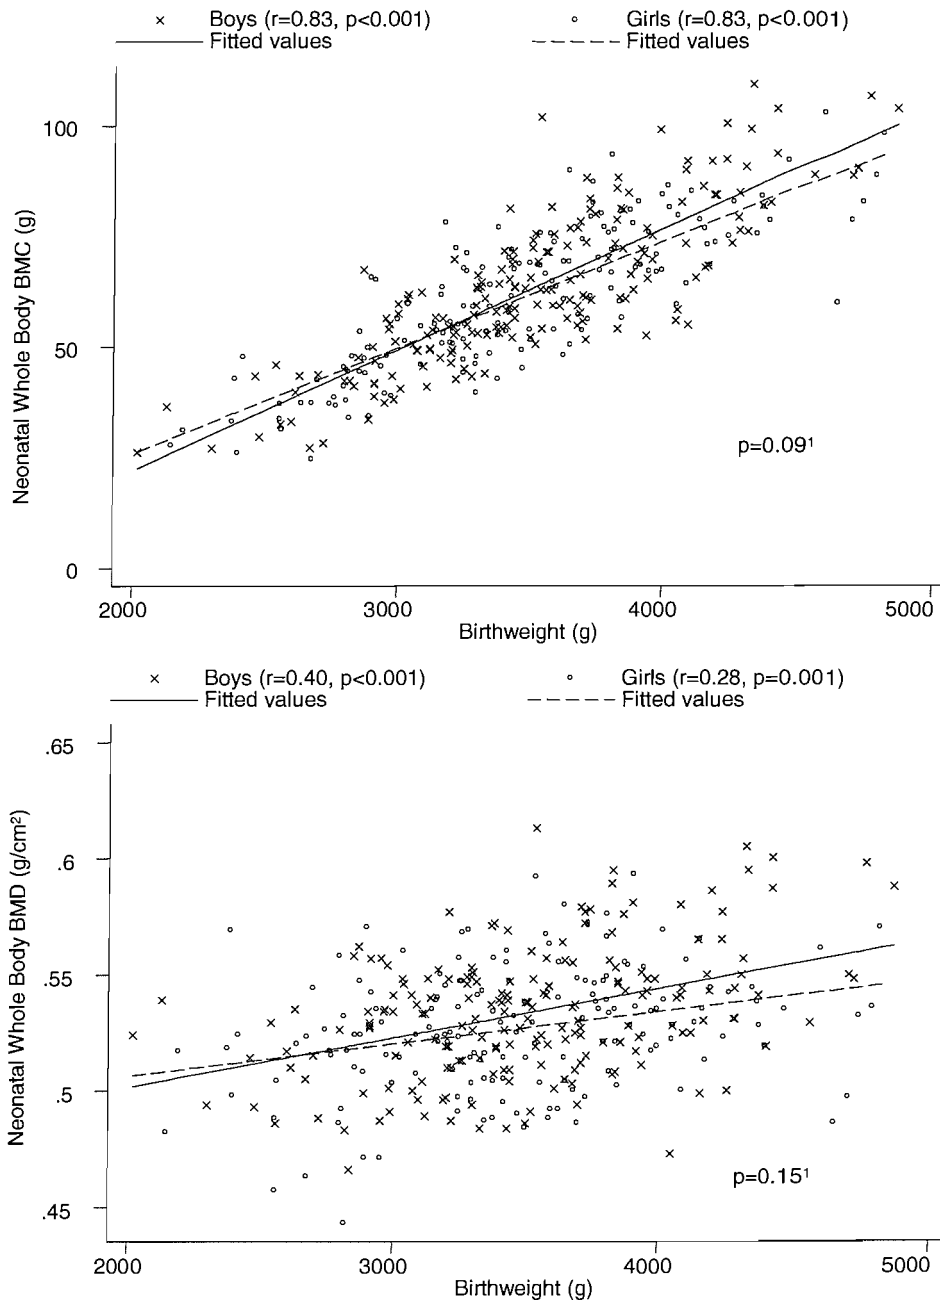 × Boys (r=0.83, p<0.001) ○ Girls (r=0.83, p<0.001)
Fitted values Fitted values
Neonatal Whole Body BMC (g)
100
50
0
p=0.09¹
2000 3000 4000 5000
Birthweight (g)
× Boys (r=0.40, p<0.001) ○ Girls (r=0.28, p=0.001)
Fitted values Fitted values
Neonatal Whole Body BMD (g/cm²)
.65
.6
.55
.5
.45
p=0.15¹
2000 3000 4000 5000
Birthweight (g)